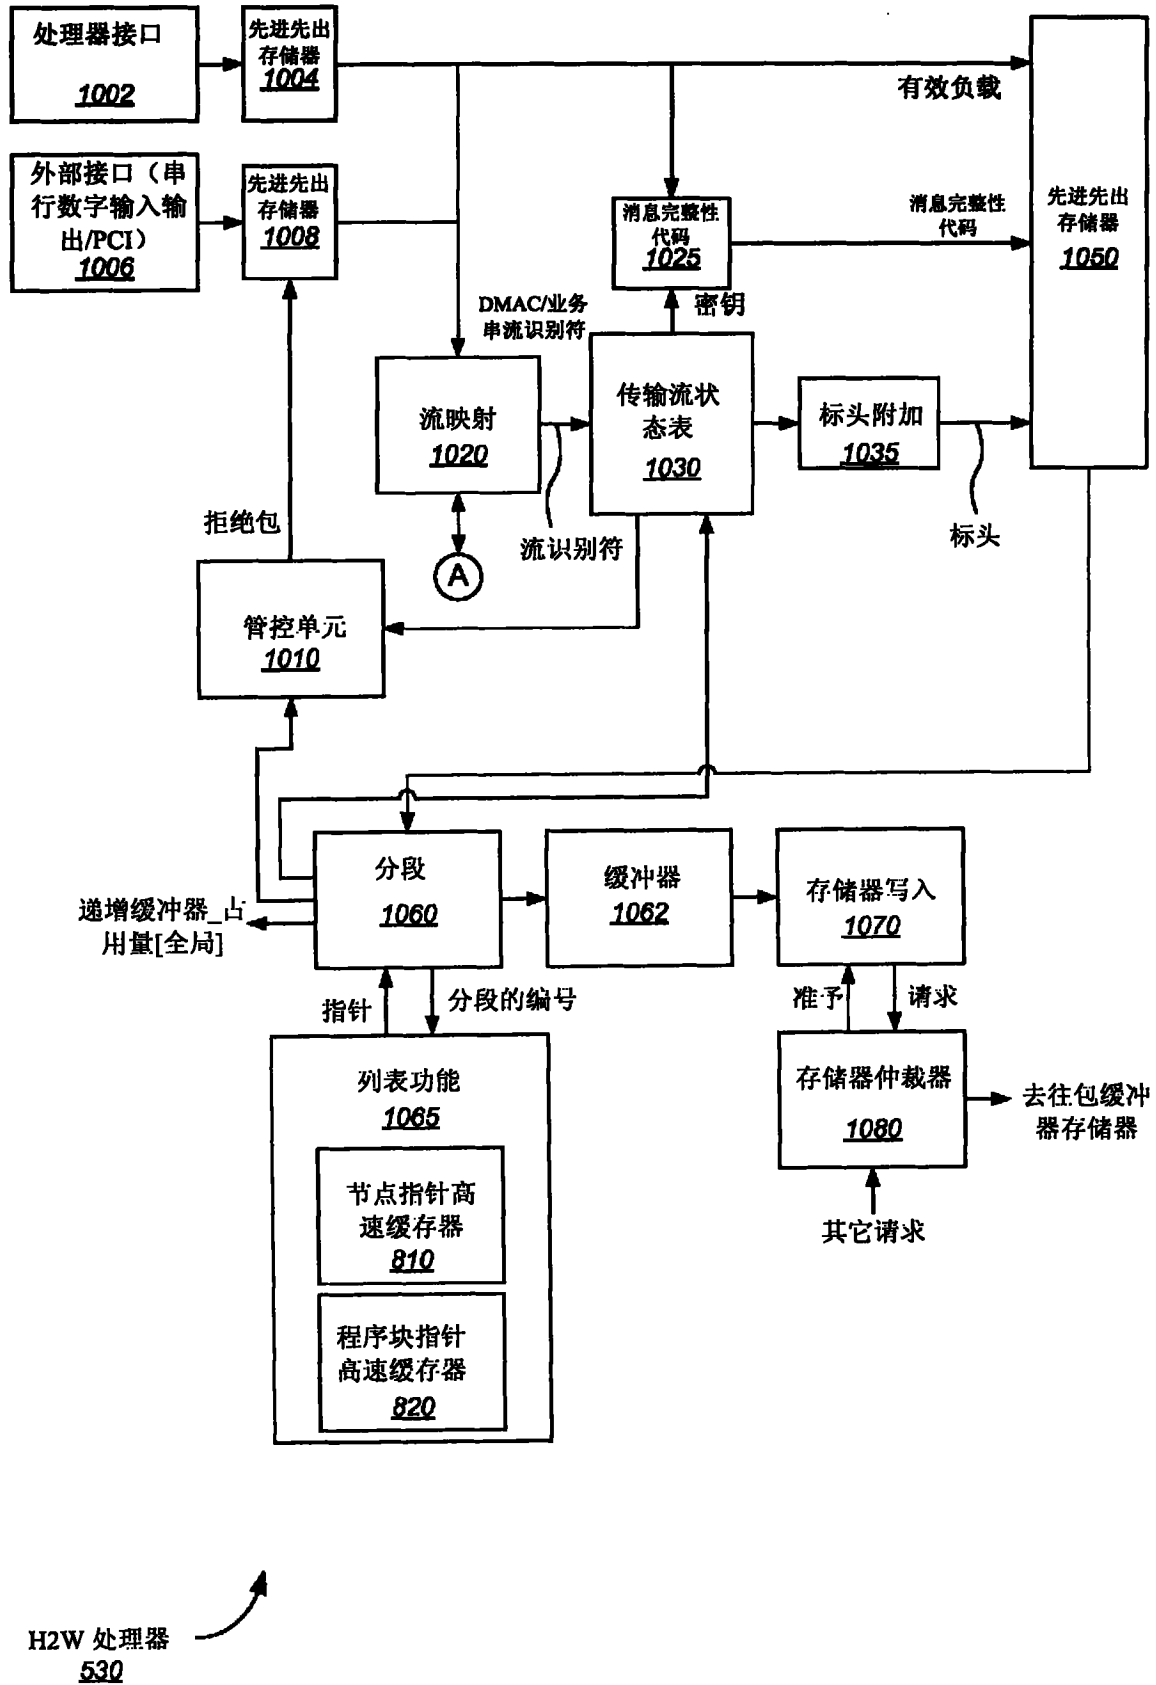 处理器接口
1002
先进先出
存储器
1004
有效负载
外部接口（串
行数字输入输
出/PCI）
1006
先进先出
存储器
1008
消息完整性
代码
1025
消息完整性
代码
先进先出
存储器
1050
密钥
DMAC/业务
串流识别符
流映射
1020
传输流状
态表
1030
标头附加
1035
标头
流识别符
A
拒绝包
管控单元
1010
分段
1060
缓冲器
1062
存储器写入
1070
递增缓冲器_占
用量[全局]
指针
分段的编号
准予
请求
列表功能
1065
存储器仲裁器
1080
去往包缓冲
器存储器
其它请求
节点指针高
速缓存器
810
程序块指针
高速缓存器
820
H2W 处理器
530